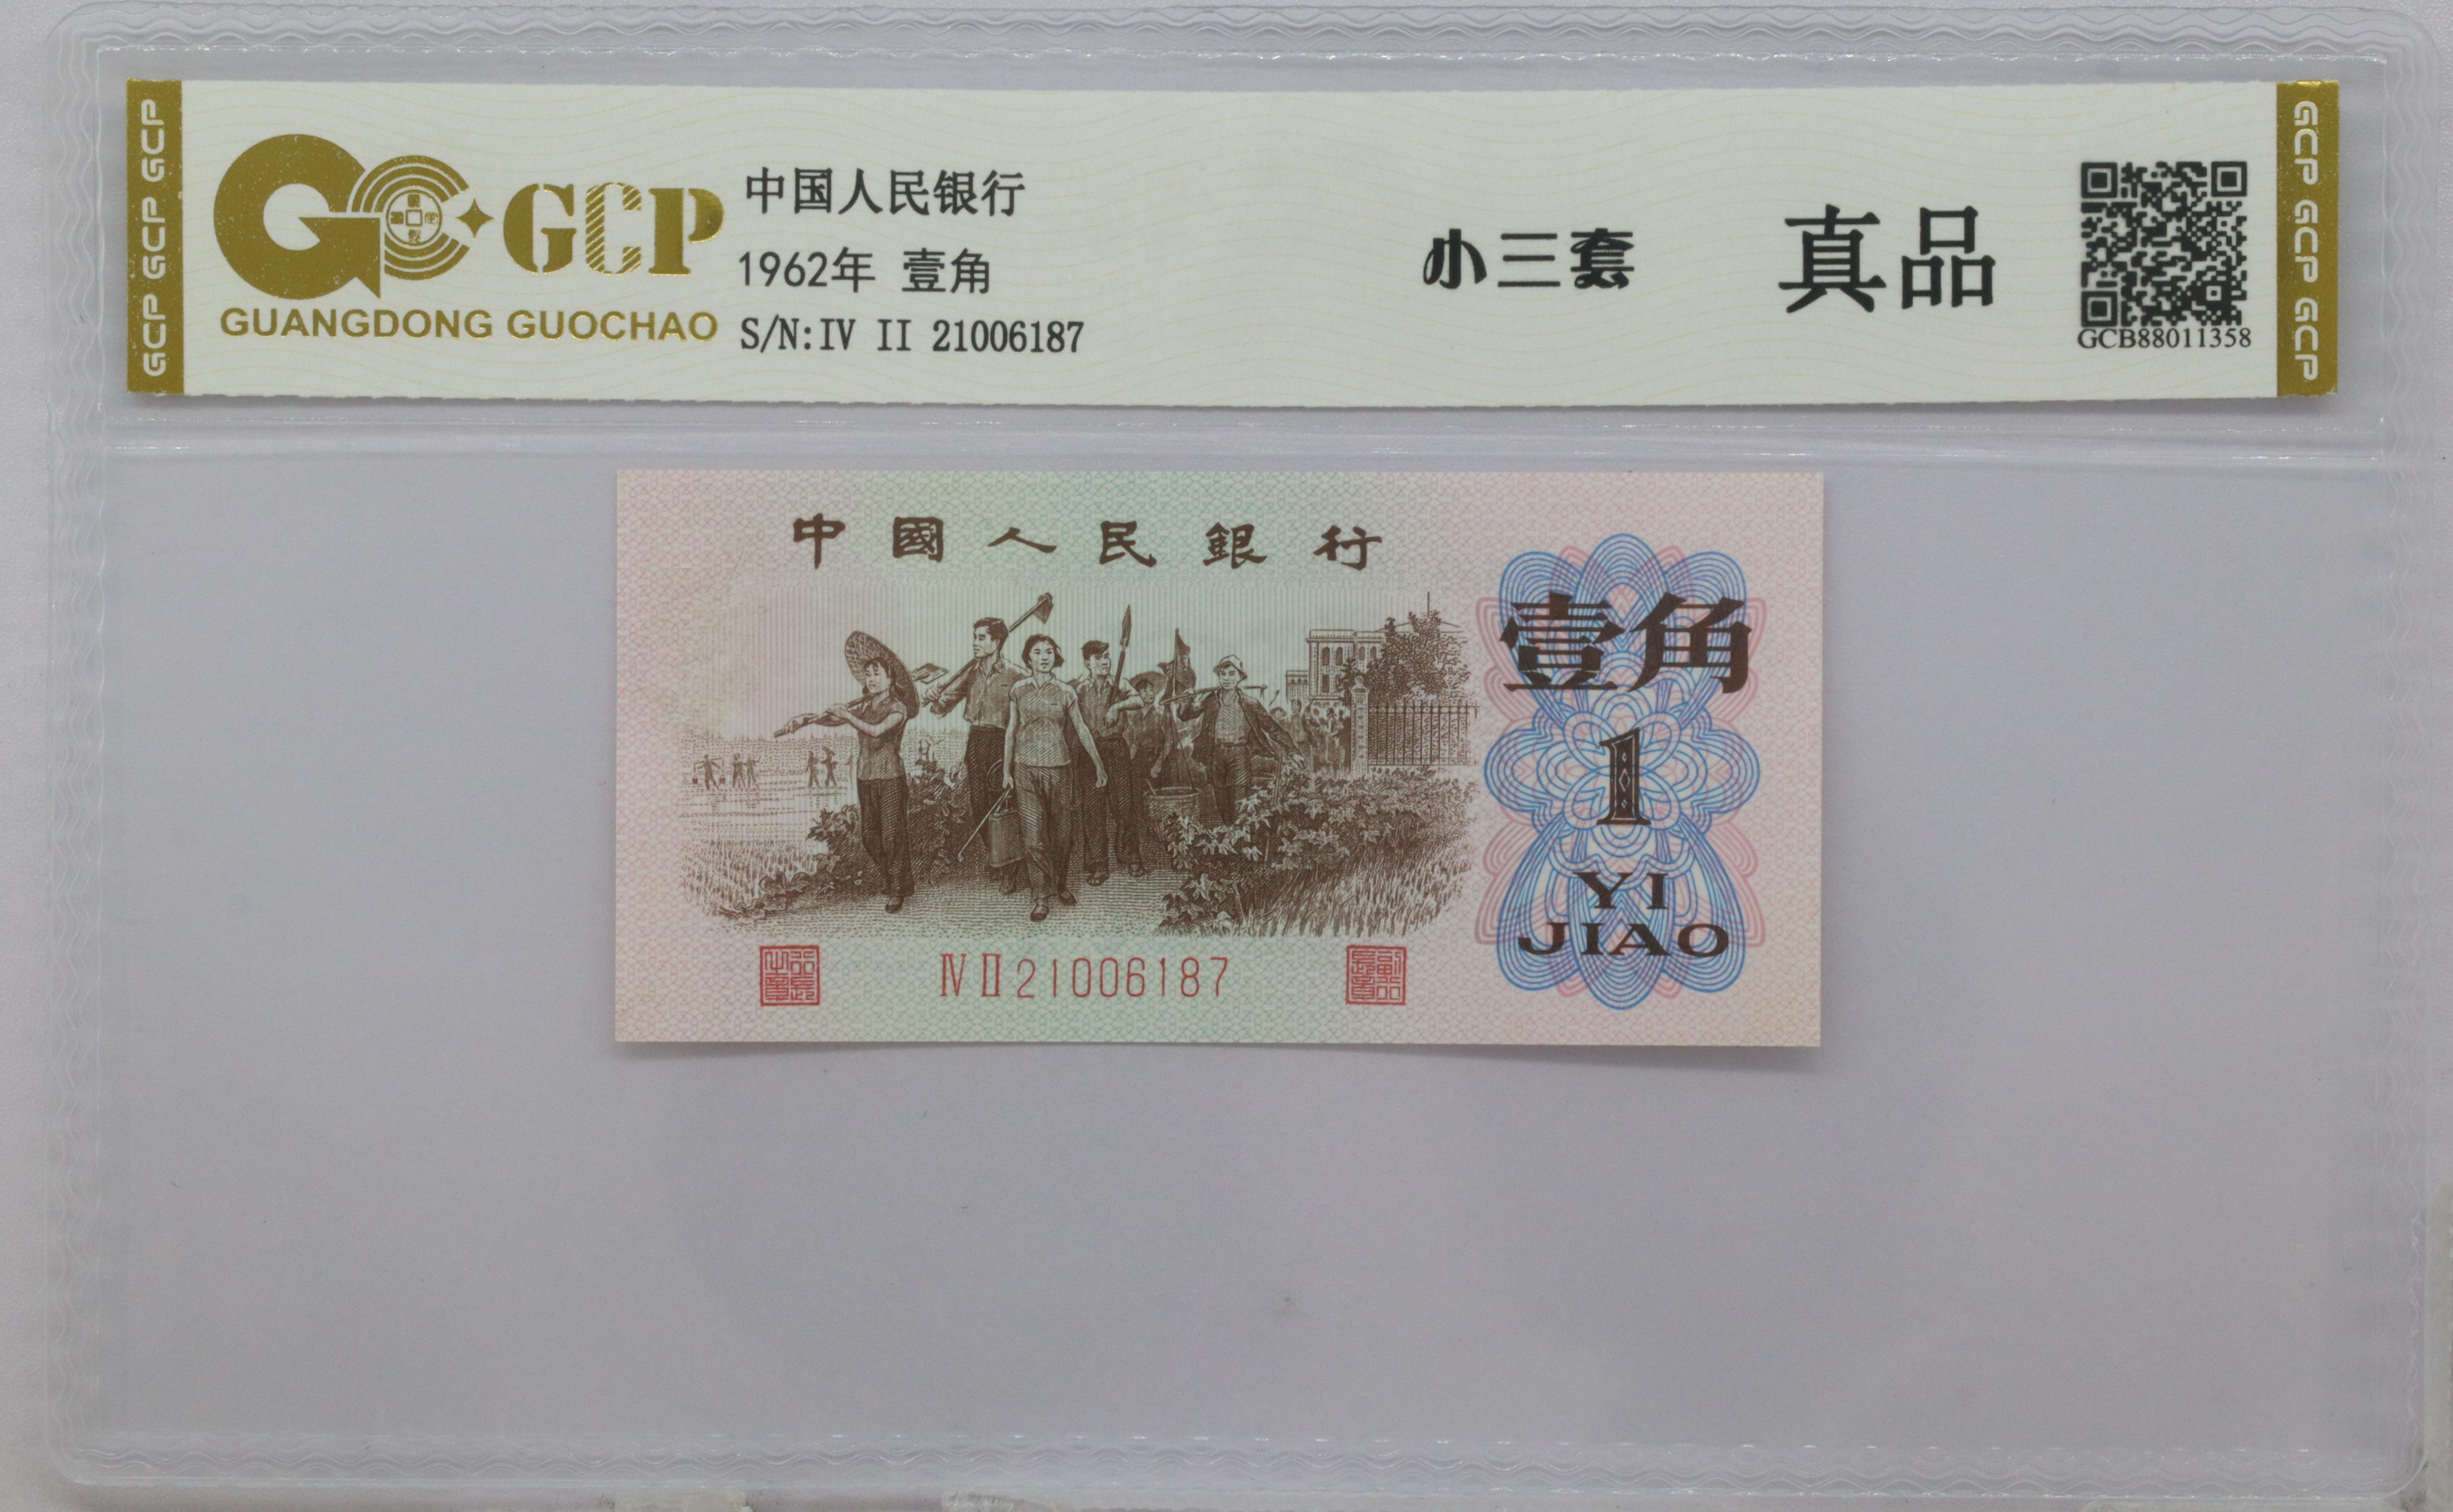 GCP GCP GCP
GCP
GUANGDONG GUOCHAO
中国人民银行
1962年 壹角
S/N:IV II 21006187
小三套
真品
GCB88011358
GCP GCP GCP
中國人民銀行
壹角
1
YI
JIAO
Ⅳ Ⅱ 21006187